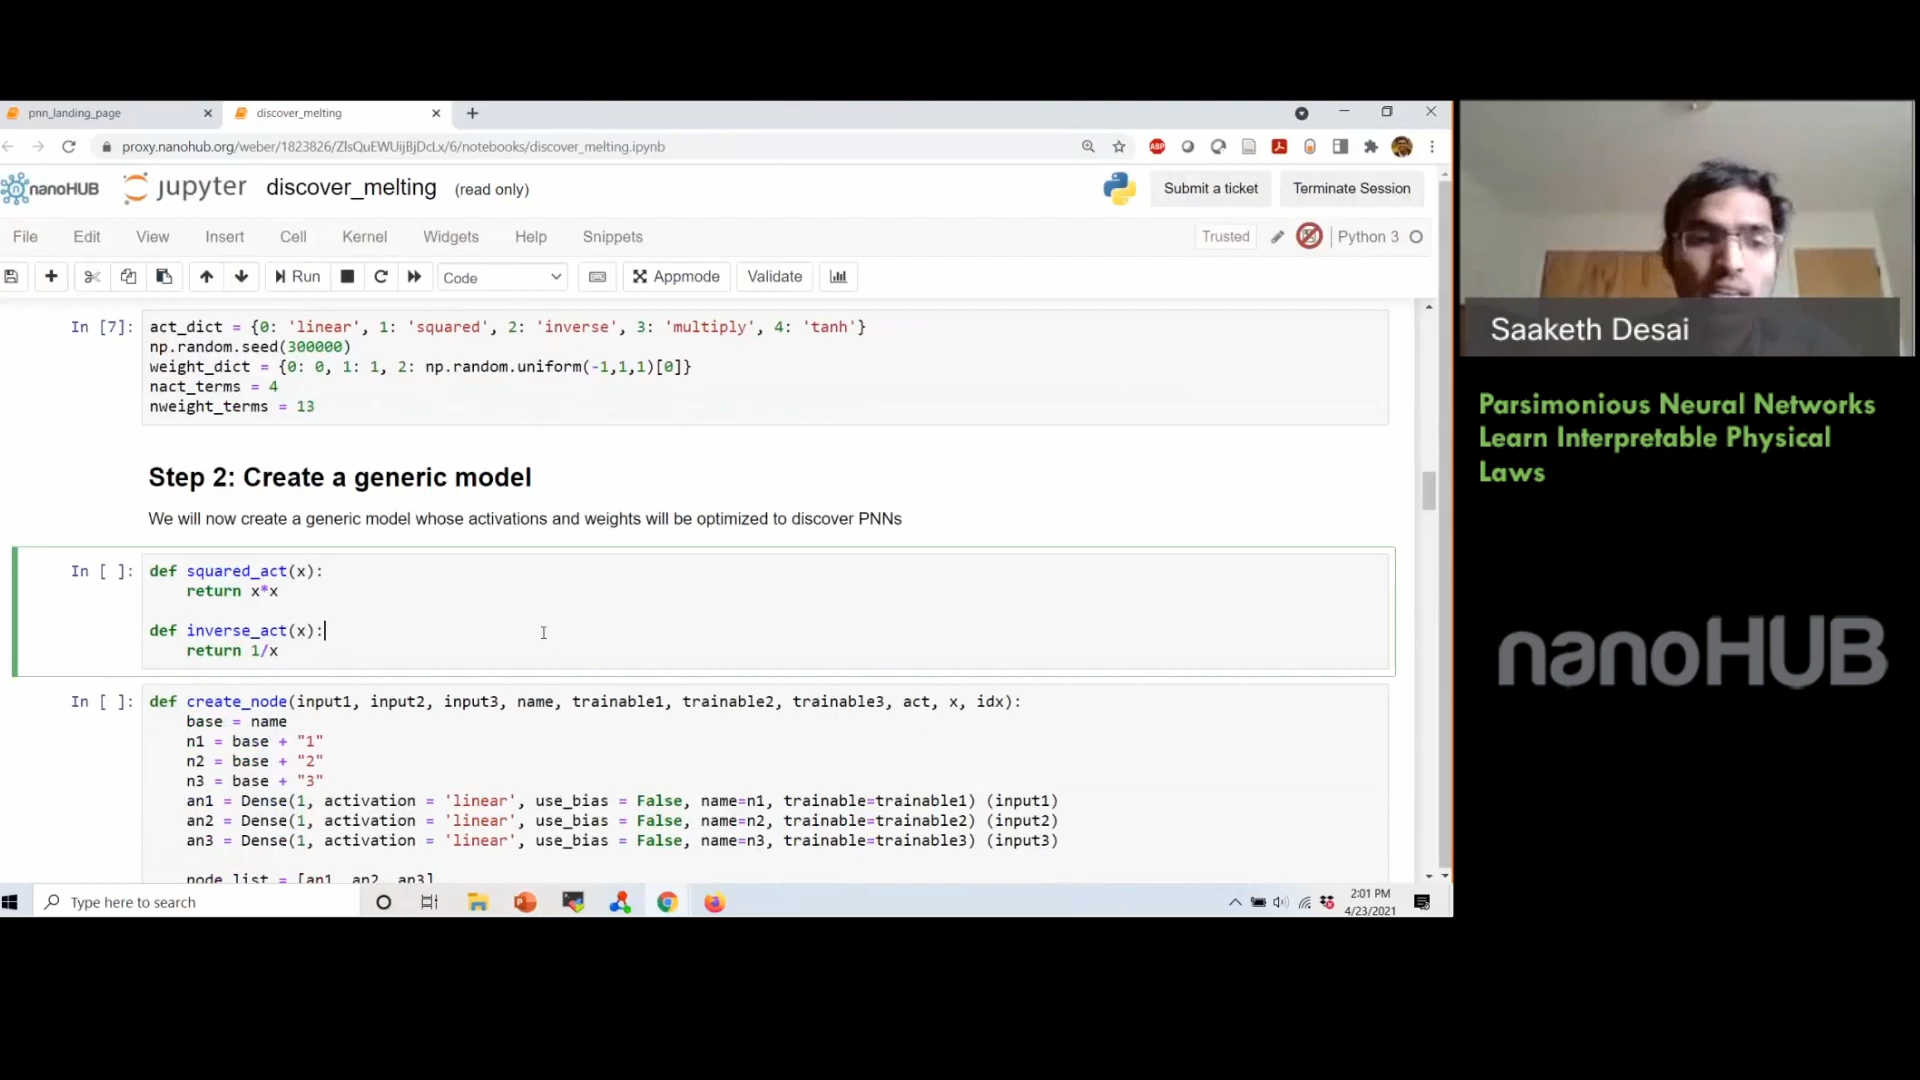 pnn_landing_page
discover_melting
proxy.nanohub.org/weber/1823826/ZlsQuEWUijBjDcLx/6/notebooks/discover_melting.ipynb
ABP
nanoHUB
jupyter
discover_melting (read only)
Submit a ticket
Terminate Session
File Edit View Insert Cell Kernel Widgets Help Snippets
Trusted
Python 3
Run
Code
Appmode
Validate
In [7]:
act_dict = {0: 'linear', 1: 'squared', 2: 'inverse', 3: 'multiply', 4: 'tanh'}
np.random.seed(300000)
weight_dict = {0: 0, 1: 1, 2: np.random.uniform(-1,1,1)[0]}
nact_terms = 4
nweight_terms = 13
Step 2: Create a generic model
We will now create a generic model whose activations and weights will be optimized to discover PNNs
In [ ]:
def squared_act(x):
return x*x
def inverse_act(x):
return 1/x
In [ ]:
def create_node(input1, input2, input3, name, trainable1, trainable2, trainable3, act, x, idx):
base = name
n1 = base + "1"
n2 = base + "2"
n3 = base + "3"
an1 = Dense(1, activation = 'linear', use_bias = False, name=n1, trainable=trainable1) (input1)
an2 = Dense(1, activation = 'linear', use_bias = False, name=n2, trainable=trainable2) (input2)
an3 = Dense(1, activation = 'linear', use_bias = False, name=n3, trainable=trainable3) (input3)
node_list = [an1, an2, an3]
Type here to search
2:01 PM
4/23/2021
Saaketh Desai
Parsimonious Neural Networks
Learn Interpretable Physical
Laws
nanoHUB